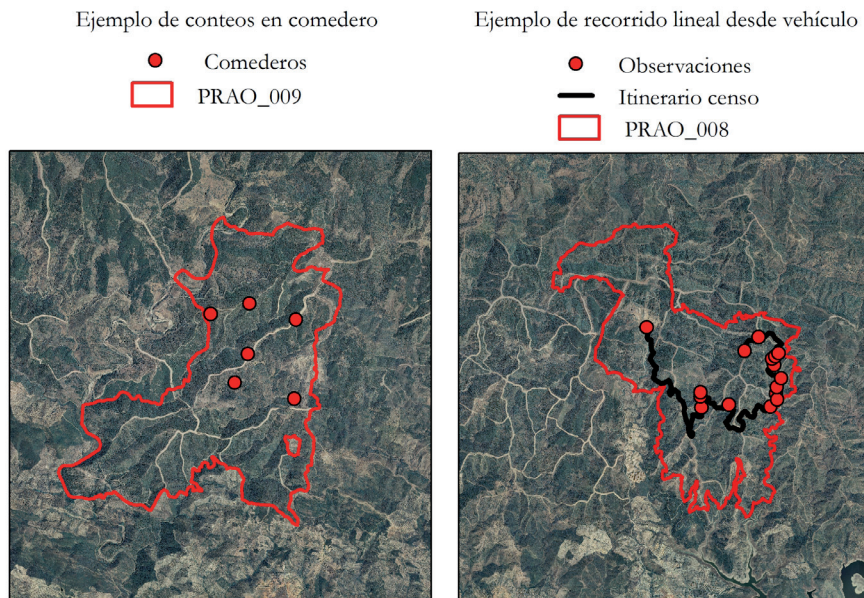 Ejemplo de conteos en comedero
Comederos
PRAO_009
Ejemplo de recorrido lineal desde vehículo
Observaciones
Itinerario censo
PRAO_008